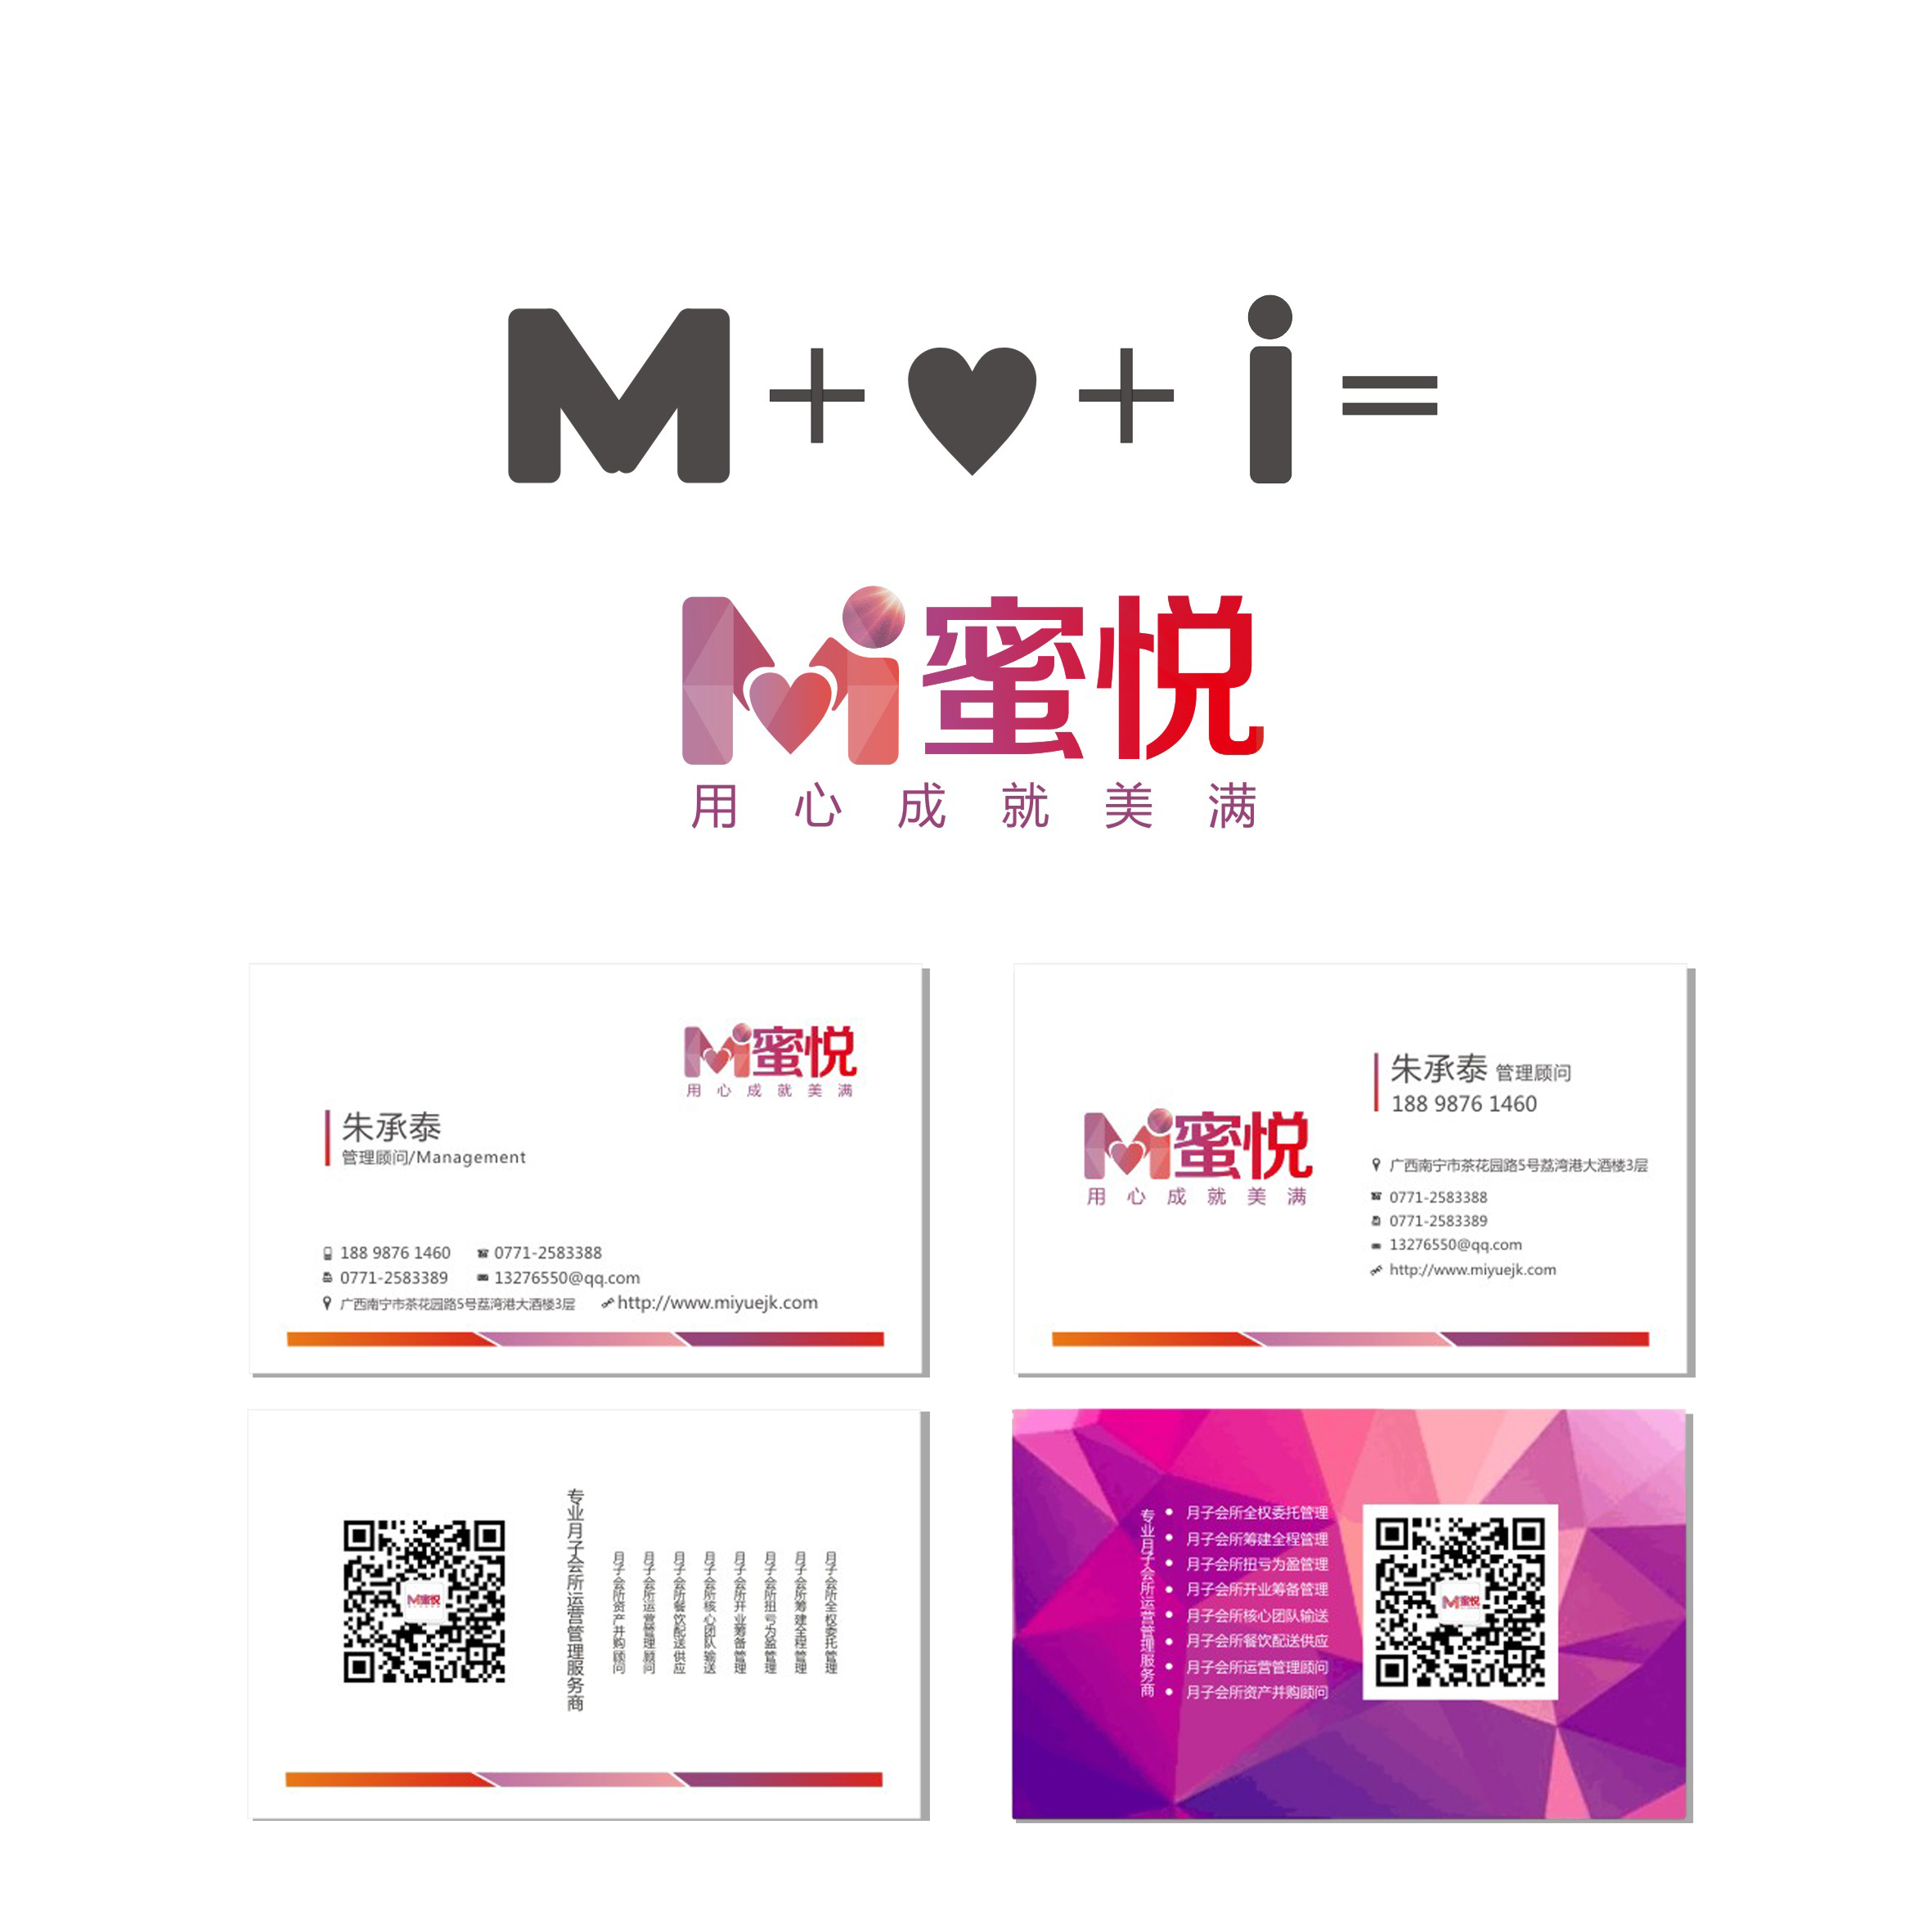 M+♥+i=
Mi蜜悦
用心成就美满
Mi蜜悦
用心成就美满
朱承泰
管理顾问/Management
188 9876 1460
0771-2583388
0771-2583389
13276550@qq.com
广西南宁市茶花园路5号荔湾港大酒楼3层
http://www.miyuejk.com
Mi蜜悦
用心成就美满
朱承泰 管理顾问
188 9876 1460
广西南宁市茶花园路5号荔湾港大酒楼3层
0771-2583388
0771-2583389
13276550@qq.com
http://www.miyuejk.com
Mi蜜悦
专业月子会所运营管理服务商
月子会所全权委托管理
月子会所筹建全程管理
月子会所扭亏为盈管理
月子会所开业筹备管理
月子会所核心团队输送
月子会所餐饮配送供应
月子会所运营管理顾问
月子会所资产并购顾问
专业月子会所运营管理服务商
月子会所全权委托管理
月子会所筹建全程管理
月子会所扭亏为盈管理
月子会所开业筹备管理
月子会所核心团队输送
月子会所餐饮配送供应
月子会所运营管理顾问
月子会所资产并购顾问
Mi蜜悦